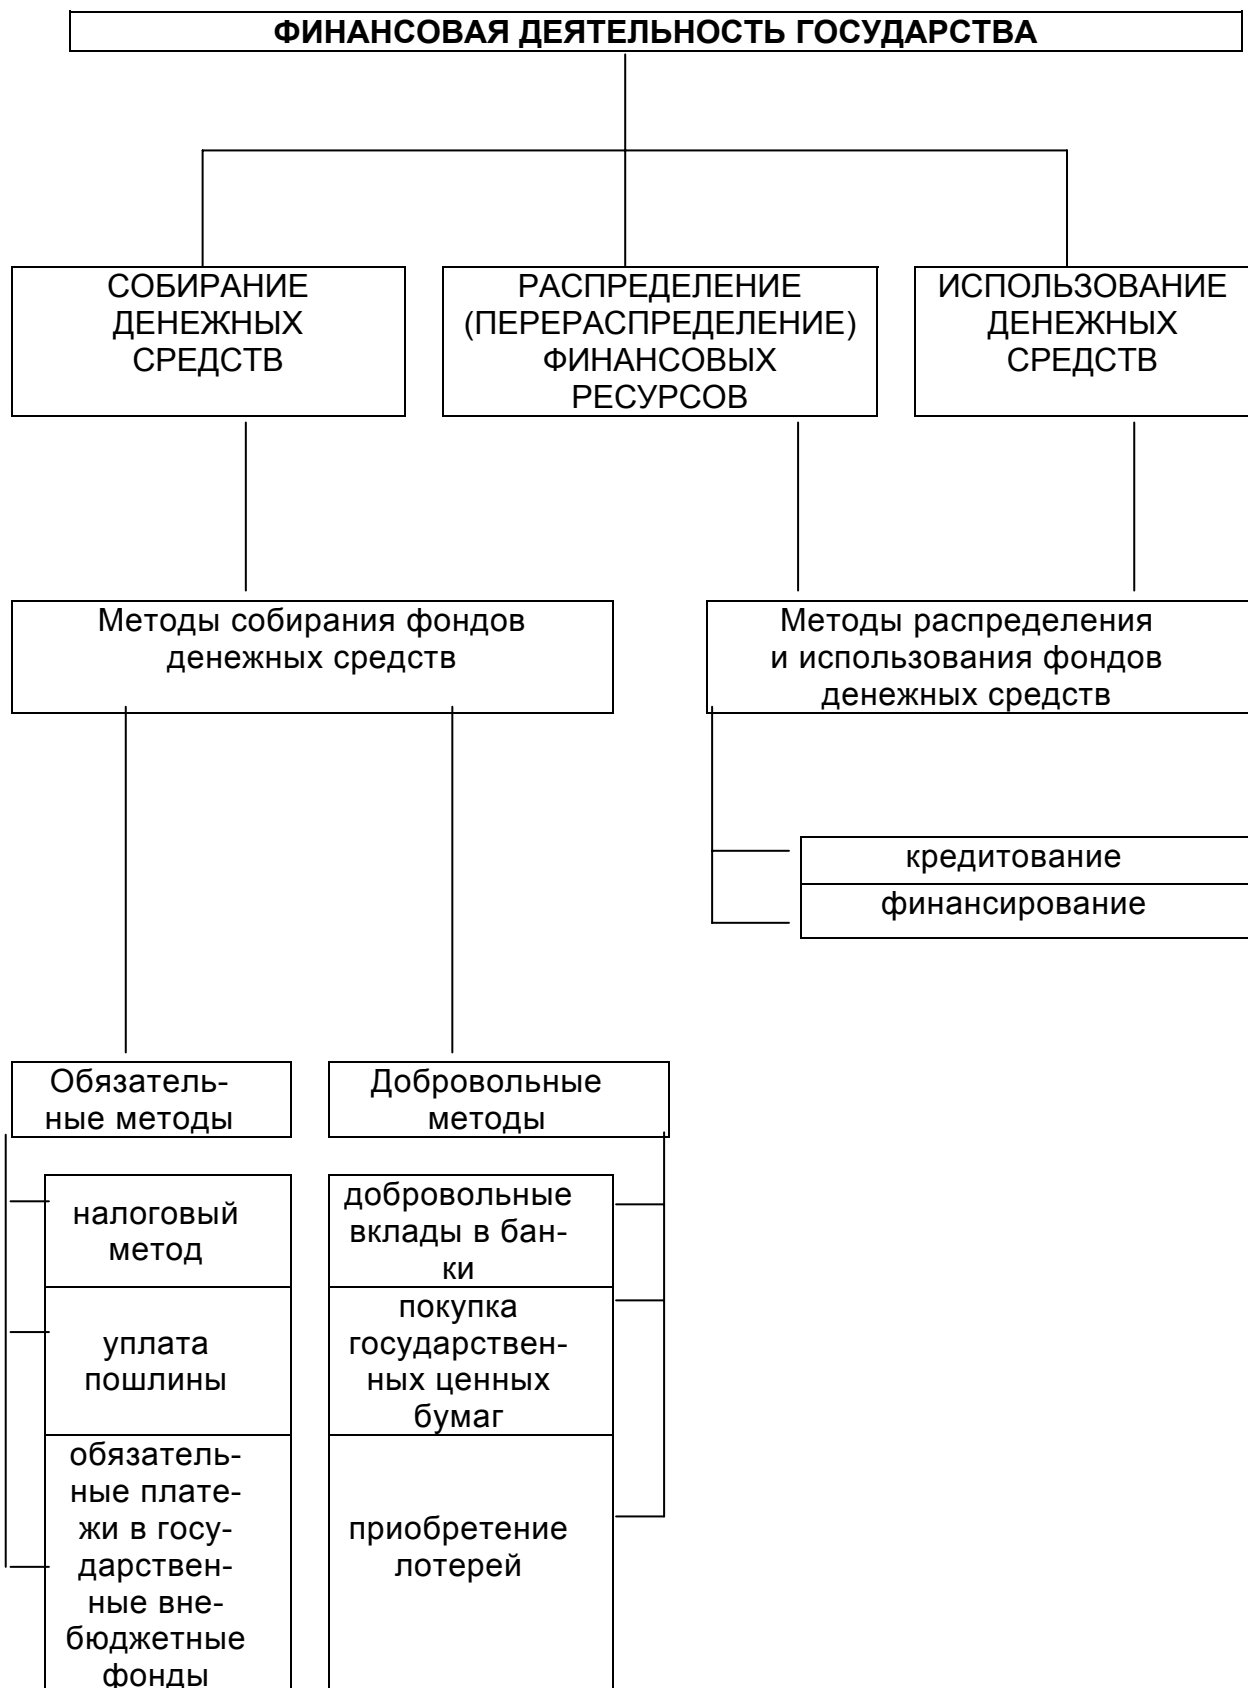 ФИНАНСОВАЯ ДЕЯТЕЛЬНОСТЬ ГОСУДАРСТВА
СОБИРАНИЕ
ДЕНЕЖНЫХ
СРЕДСТВ
РАСПРЕДЕЛЕНИЕ
(ПЕРЕРАСПРЕДЕЛЕНИЕ)
ФИНАНСОВЫХ
РЕСУРСОВ
ИСПОЛЬЗОВАНИЕ
ДЕНЕЖНЫХ
СРЕДСТВ
Методы собирания фондов
денежных средств
Методы распределения
и использования фондов
денежных средств
кредитование
финансирование
Обязатель-
ные методы
налоговый
метод
уплата
пошлины
обязатель-
ные плате-
жи в госу-
дарствен-
ные вне-
бюджетные
фонды
Добровольные
методы
добровольные
вклады в бан-
ки
покупка
государствен-
ных ценных
бумаг
приобретение
лотерей